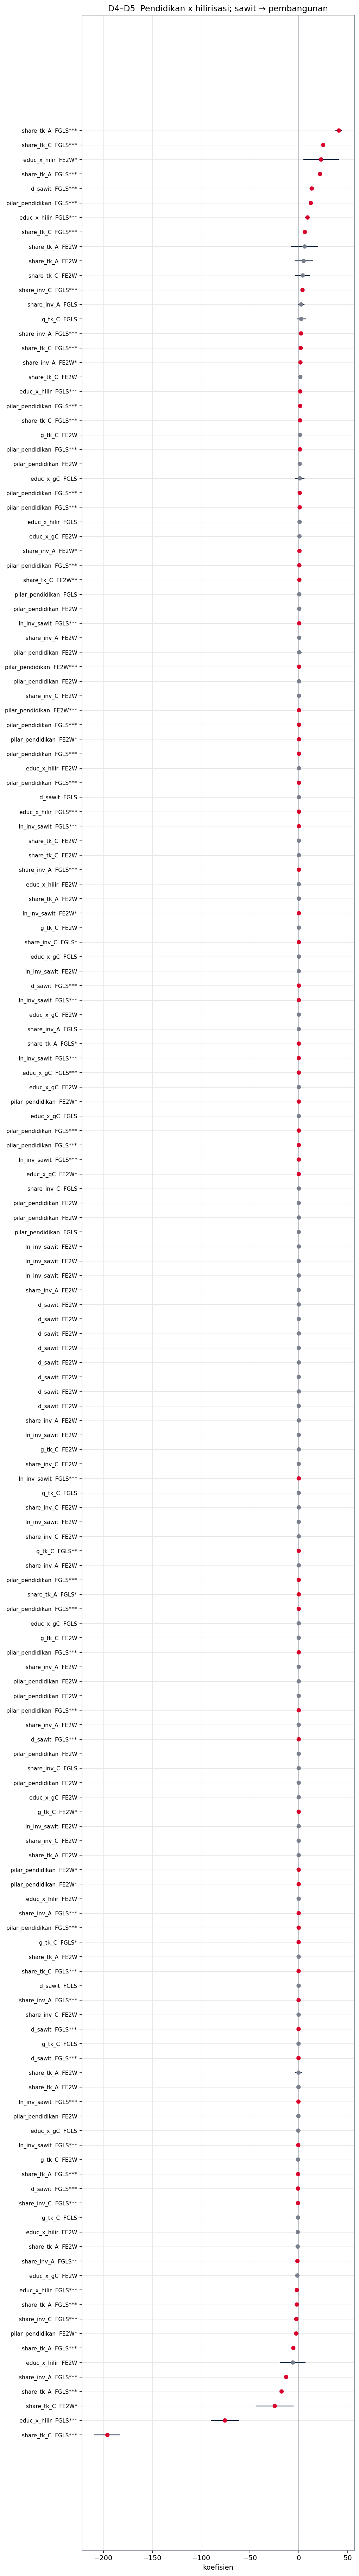 D4–D5  Pendidikan x hilirisasi; sawit → pembangunan
share_tk_A  FGLS***
share_tk_C  FGLS***
educ_x_hilir  FE2W*
share_tk_A  FGLS***
d_sawit  FGLS***
pilar_pendidikan  FGLS***
educ_x_hilir  FGLS***
share_tk_C  FGLS***
share_tk_A  FE2W
share_tk_A  FE2W
share_tk_C  FE2W
share_inv_C  FGLS***
share_inv_A  FGLS
g_tk_C  FGLS
share_inv_A  FGLS***
share_tk_C  FGLS***
share_inv_A  FE2W*
share_tk_C  FE2W
educ_x_hilir  FGLS***
pilar_pendidikan  FGLS***
share_tk_C  FGLS***
g_tk_C  FE2W
pilar_pendidikan  FGLS***
pilar_pendidikan  FE2W
educ_x_gC  FGLS
pilar_pendidikan  FGLS***
pilar_pendidikan  FGLS***
educ_x_hilir  FGLS
educ_x_gC  FE2W
share_inv_A  FE2W*
pilar_pendidikan  FGLS***
share_tk_C  FE2W**
pilar_pendidikan  FGLS
pilar_pendidikan  FE2W
ln_inv_sawit  FGLS***
share_inv_A  FE2W
pilar_pendidikan  FE2W
pilar_pendidikan  FE2W***
pilar_pendidikan  FE2W
share_inv_C  FE2W
pilar_pendidikan  FE2W***
pilar_pendidikan  FGLS***
pilar_pendidikan  FE2W*
pilar_pendidikan  FGLS***
educ_x_hilir  FE2W
pilar_pendidikan  FGLS***
d_sawit  FGLS
educ_x_hilir  FGLS***
ln_inv_sawit  FGLS***
share_tk_C  FE2W
share_tk_C  FE2W
share_inv_A  FGLS***
educ_x_hilir  FE2W
share_tk_A  FE2W
ln_inv_sawit  FE2W*
g_tk_C  FE2W
share_inv_C  FGLS*
educ_x_gC  FGLS
ln_inv_sawit  FE2W
d_sawit  FGLS***
ln_inv_sawit  FGLS***
educ_x_gC  FE2W
share_inv_A  FGLS
share_tk_A  FGLS*
ln_inv_sawit  FGLS***
educ_x_gC  FGLS***
educ_x_gC  FE2W
pilar_pendidikan  FE2W*
educ_x_gC  FGLS
pilar_pendidikan  FGLS***
pilar_pendidikan  FGLS***
ln_inv_sawit  FGLS***
educ_x_gC  FE2W*
share_inv_C  FGLS
pilar_pendidikan  FE2W
pilar_pendidikan  FE2W
pilar_pendidikan  FGLS
ln_inv_sawit  FE2W
ln_inv_sawit  FE2W
ln_inv_sawit  FE2W
share_inv_A  FE2W
d_sawit  FE2W
d_sawit  FE2W
d_sawit  FE2W
d_sawit  FE2W
d_sawit  FE2W
d_sawit  FE2W
d_sawit  FE2W
d_sawit  FE2W
share_inv_A  FE2W
ln_inv_sawit  FE2W
g_tk_C  FE2W
share_inv_C  FE2W
ln_inv_sawit  FGLS***
g_tk_C  FGLS
share_inv_C  FE2W
ln_inv_sawit  FE2W
share_inv_C  FE2W
g_tk_C  FGLS**
share_inv_A  FE2W
pilar_pendidikan  FGLS***
share_tk_A  FGLS*
pilar_pendidikan  FGLS***
educ_x_gC  FGLS
g_tk_C  FE2W
pilar_pendidikan  FGLS***
share_inv_A  FE2W
pilar_pendidikan  FE2W
pilar_pendidikan  FE2W
pilar_pendidikan  FGLS***
share_inv_A  FE2W
d_sawit  FGLS***
pilar_pendidikan  FE2W
share_inv_C  FGLS
pilar_pendidikan  FE2W
educ_x_gC  FE2W
g_tk_C  FE2W*
ln_inv_sawit  FE2W
share_inv_C  FE2W
share_tk_A  FE2W
pilar_pendidikan  FE2W*
pilar_pendidikan  FE2W*
educ_x_hilir  FE2W
share_inv_A  FGLS***
pilar_pendidikan  FGLS***
g_tk_C  FGLS*
share_tk_A  FE2W
share_tk_C  FGLS***
d_sawit  FGLS
share_inv_A  FGLS***
share_inv_C  FE2W
d_sawit  FGLS***
g_tk_C  FGLS
d_sawit  FGLS***
share_tk_A  FE2W
share_tk_A  FE2W
ln_inv_sawit  FGLS***
pilar_pendidikan  FE2W
educ_x_gC  FGLS
ln_inv_sawit  FGLS***
g_tk_C  FE2W
share_tk_A  FGLS***
d_sawit  FGLS***
share_inv_C  FGLS***
g_tk_C  FGLS
educ_x_hilir  FE2W
share_tk_A  FE2W
share_inv_A  FGLS**
educ_x_gC  FE2W
educ_x_hilir  FGLS***
share_tk_A  FGLS***
share_inv_C  FGLS***
pilar_pendidikan  FE2W*
share_tk_A  FGLS***
educ_x_hilir  FE2W
share_inv_A  FGLS***
share_tk_A  FGLS***
share_tk_C  FE2W*
educ_x_hilir  FGLS***
share_tk_C  FGLS***
−200 −150 −100 −50 0 50
koefisien